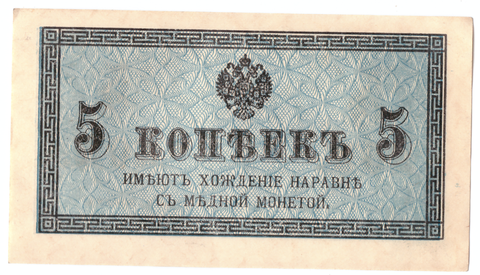 5 КОПѢЕКЪ 5
ИМѢЮТЪ ХОЖДЕНІЕ НАРАВНѢ
СЪ МѢДНОЙ МОНЕТОЙ.